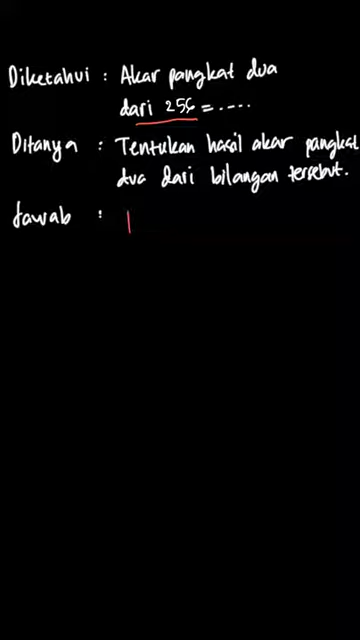 Diketahui : Akar pangkat dua
dari 256 = ....
Ditanya : Tentukan hasil akar pangkat
dua dari bilangan tersebut.
Jawab :